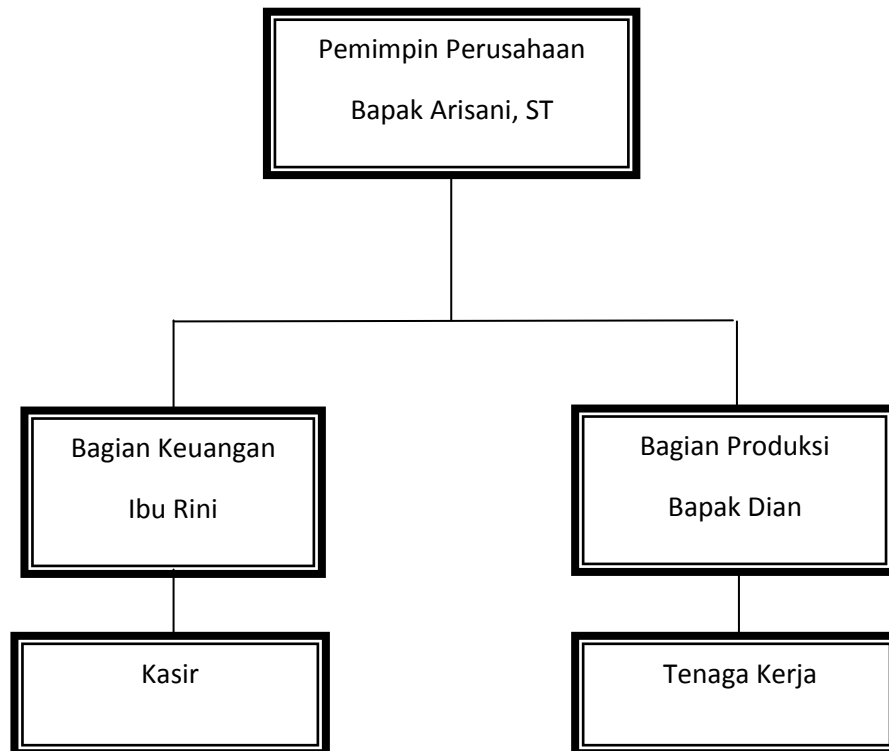 Pemimpin Perusahaan
Bapak Arisani, ST
Bagian Keuangan
Ibu Rini
Bagian Produksi
Bapak Dian
Kasir
Tenaga Kerja